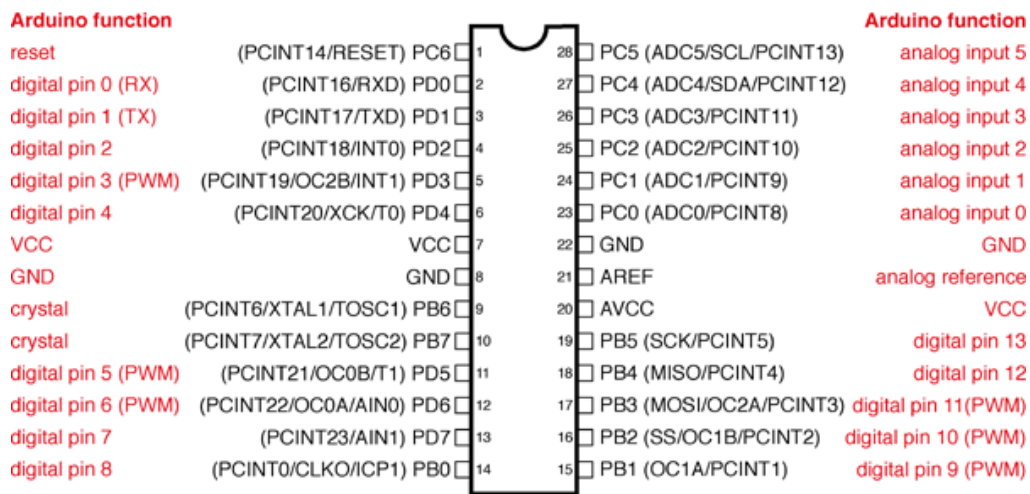 Arduino function Arduino function
reset (PCINT14/RESET) PC6 1 28 PC5 (ADC5/SCL/PCINT13) analog input 5
digital pin 0 (RX) (PCINT16/RXD) PD0 2 27 PC4 (ADC4/SDA/PCINT12) analog input 4
digital pin 1 (TX) (PCINT17/TXD) PD1 3 26 PC3 (ADC3/PCINT11) analog input 3
digital pin 2 (PCINT18/INT0) PD2 4 25 PC2 (ADC2/PCINT10) analog input 2
digital pin 3 (PWM) (PCINT19/OC2B/INT1) PD3 5 24 PC1 (ADC1/PCINT9) analog input 1
digital pin 4 (PCINT20/XCK/T0) PD4 6 23 PC0 (ADC0/PCINT8) analog input 0
VCC VCC 7 22 GND GND
GND GND 8 21 AREF analog reference
crystal (PCINT6/XTAL1/TOSC1) PB6 9 20 AVCC VCC
crystal (PCINT7/XTAL2/TOSC2) PB7 10 19 PB5 (SCK/PCINT5) digital pin 13
digital pin 5 (PWM) (PCINT21/OC0B/T1) PD5 11 18 PB4 (MISO/PCINT4) digital pin 12
digital pin 6 (PWM) (PCINT22/OC0A/AIN0) PD6 12 17 PB3 (MOSI/OC2A/PCINT3) digital pin 11(PWM)
digital pin 7 (PCINT23/AIN1) PD7 13 16 PB2 (SS/OC1B/PCINT2) digital pin 10 (PWM)
digital pin 8 (PCINT0/CLKO/ICP1) PB0 14 15 PB1 (OC1A/PCINT1) digital pin 9 (PWM)